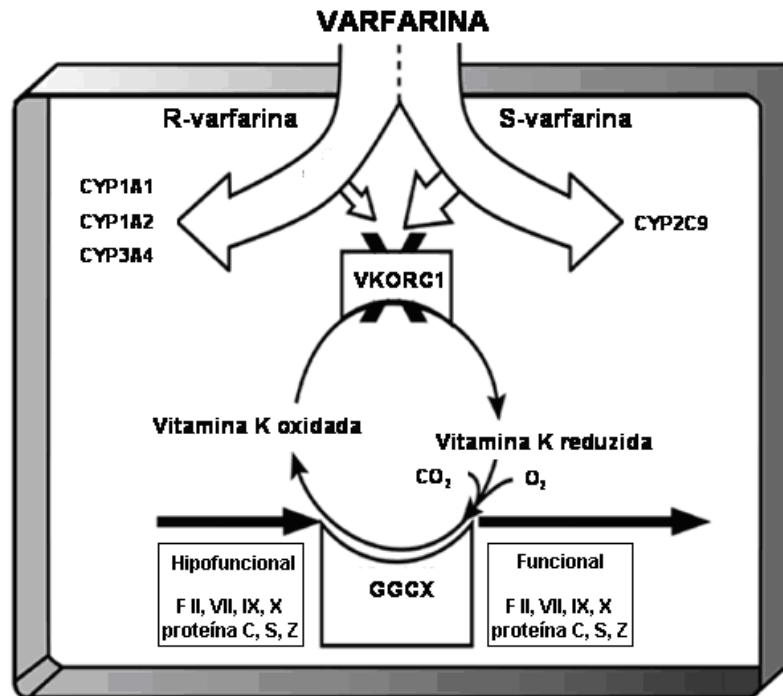 VARFARINA
R-varfarina
S-varfarina
CYP1A1
CYP1A2
CYP3A4
CYP2C9
VKORC1
Vitamina K oxidada
Vitamina K reduzida
CO₂
O₂
Hipofuncional
F II, VII, IX, X
proteína C, S, Z
GGCX
Funcional
F II, VII, IX, X
proteína C, S, Z